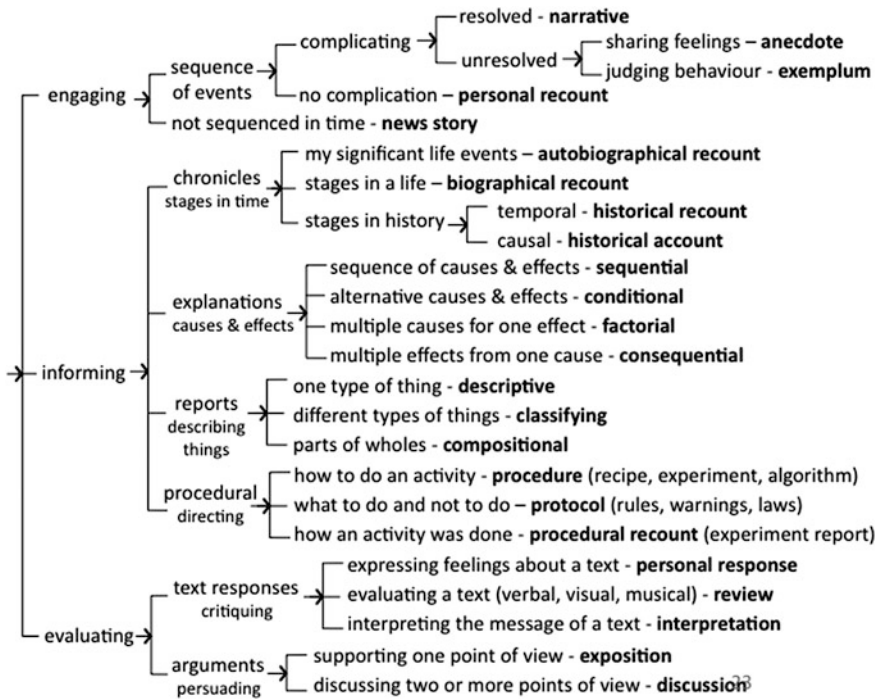 resolved - narrative
complicating
sharing feelings – anecdote
unresolved
sequence
of events
judging behaviour - exemplum
engaging
no complication – personal recount
not sequenced in time - news story
my significant life events – autobiographical recount
chronicles
stages in time
stages in a life – biographical recount
temporal - historical recount
stages in history
causal - historical account
sequence of causes & effects - sequential
alternative causes & effects - conditional
explanations
causes & effects
multiple causes for one effect - factorial
multiple effects from one cause - consequential
informing
one type of thing - descriptive
reports
describing
things
different types of things - classifying
parts of wholes - compositional
how to do an activity - procedure (recipe, experiment, algorithm)
procedural
directing
what to do and not to do – protocol (rules, warnings, laws)
how an activity was done - procedural recount (experiment report)
expressing feelings about a text - personal response
text responses
critiquing
evaluating a text (verbal, visual, musical) - review
interpreting the message of a text - interpretation
evaluating
arguments
persuading
supporting one point of view - exposition
discussing two or more points of view - discussion
23